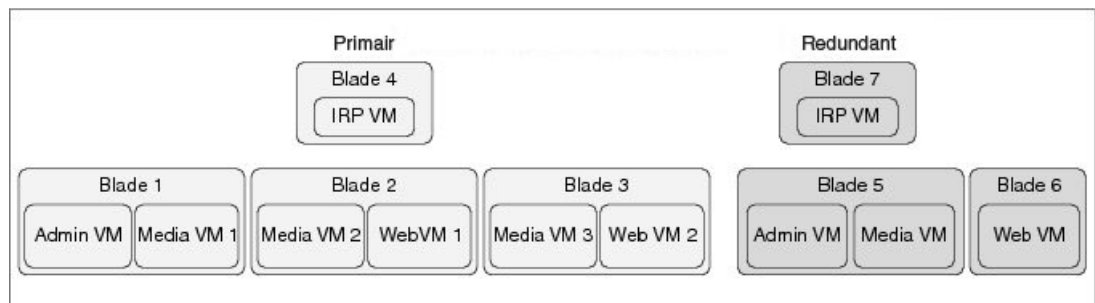 Primair
Redundant
Blade 4
IRP VM
Blade 7
IRP VM
Blade 1
Admin VM
Media VM 1
Blade 2
Media VM 2
WebVM 1
Blade 3
Media VM 3
Web VM 2
Blade 5
Admin VM
Media VM
Blade 6
Web VM